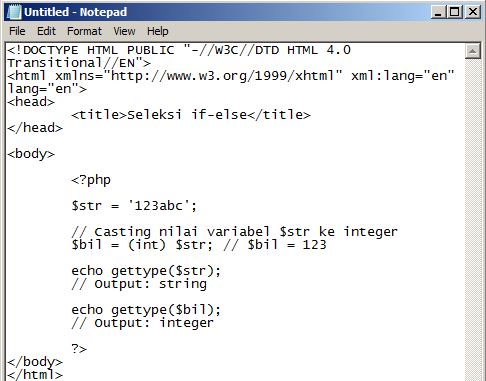 Untitled - Notepad
File Edit Format View Help
<!DOCTYPE HTML PUBLIC "-//W3C//DTD HTML 4.0
Transitional//EN">
<html xmlns="http://www.w3.org/1999/xhtml" xml:lang="en"
lang="en">
<head>
<title>Seleksi if-else</title>
</head>
<body>
<?php
$str = '123abc';
// Casting nilai variabel $str ke integer
$bil = (int) $str; // $bil = 123
echo gettype($str);
// Output: string
echo gettype($bil);
// Output: integer
?>
</body>
</html>